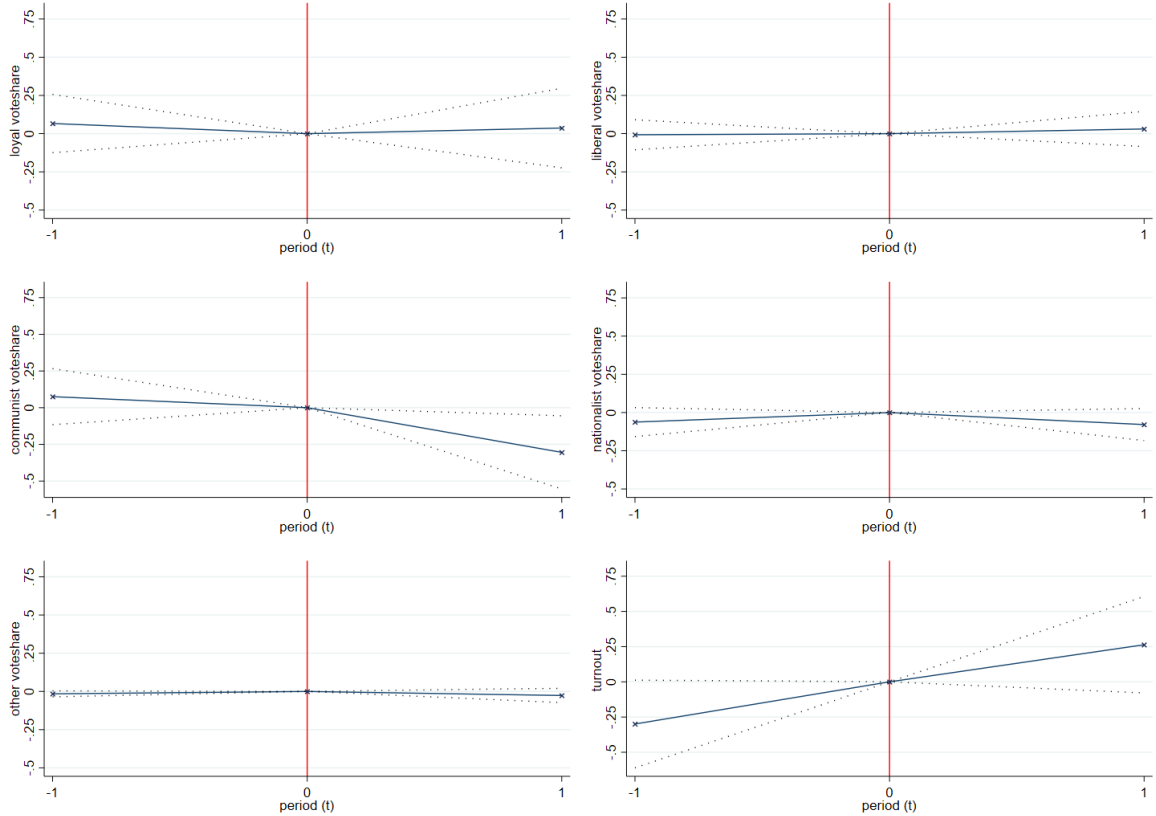 loyal voteshare
.75
.5
.25
0
-.25
-.5
-1 0 1
period (t)
liberal voteshare
.75
.5
.25
0
-.25
-.5
-1 0 1
period (t)
communist voteshare
.75
.5
.25
0
-.25
-.5
-1 0 1
period (t)
nationalist voteshare
.75
.5
.25
0
-.25
-.5
-1 0 1
period (t)
other voteshare
.75
.5
.25
0
-.25
-.5
-1 0 1
period (t)
turnout
.75
.5
.25
0
-.25
-.5
-1 0 1
period (t)